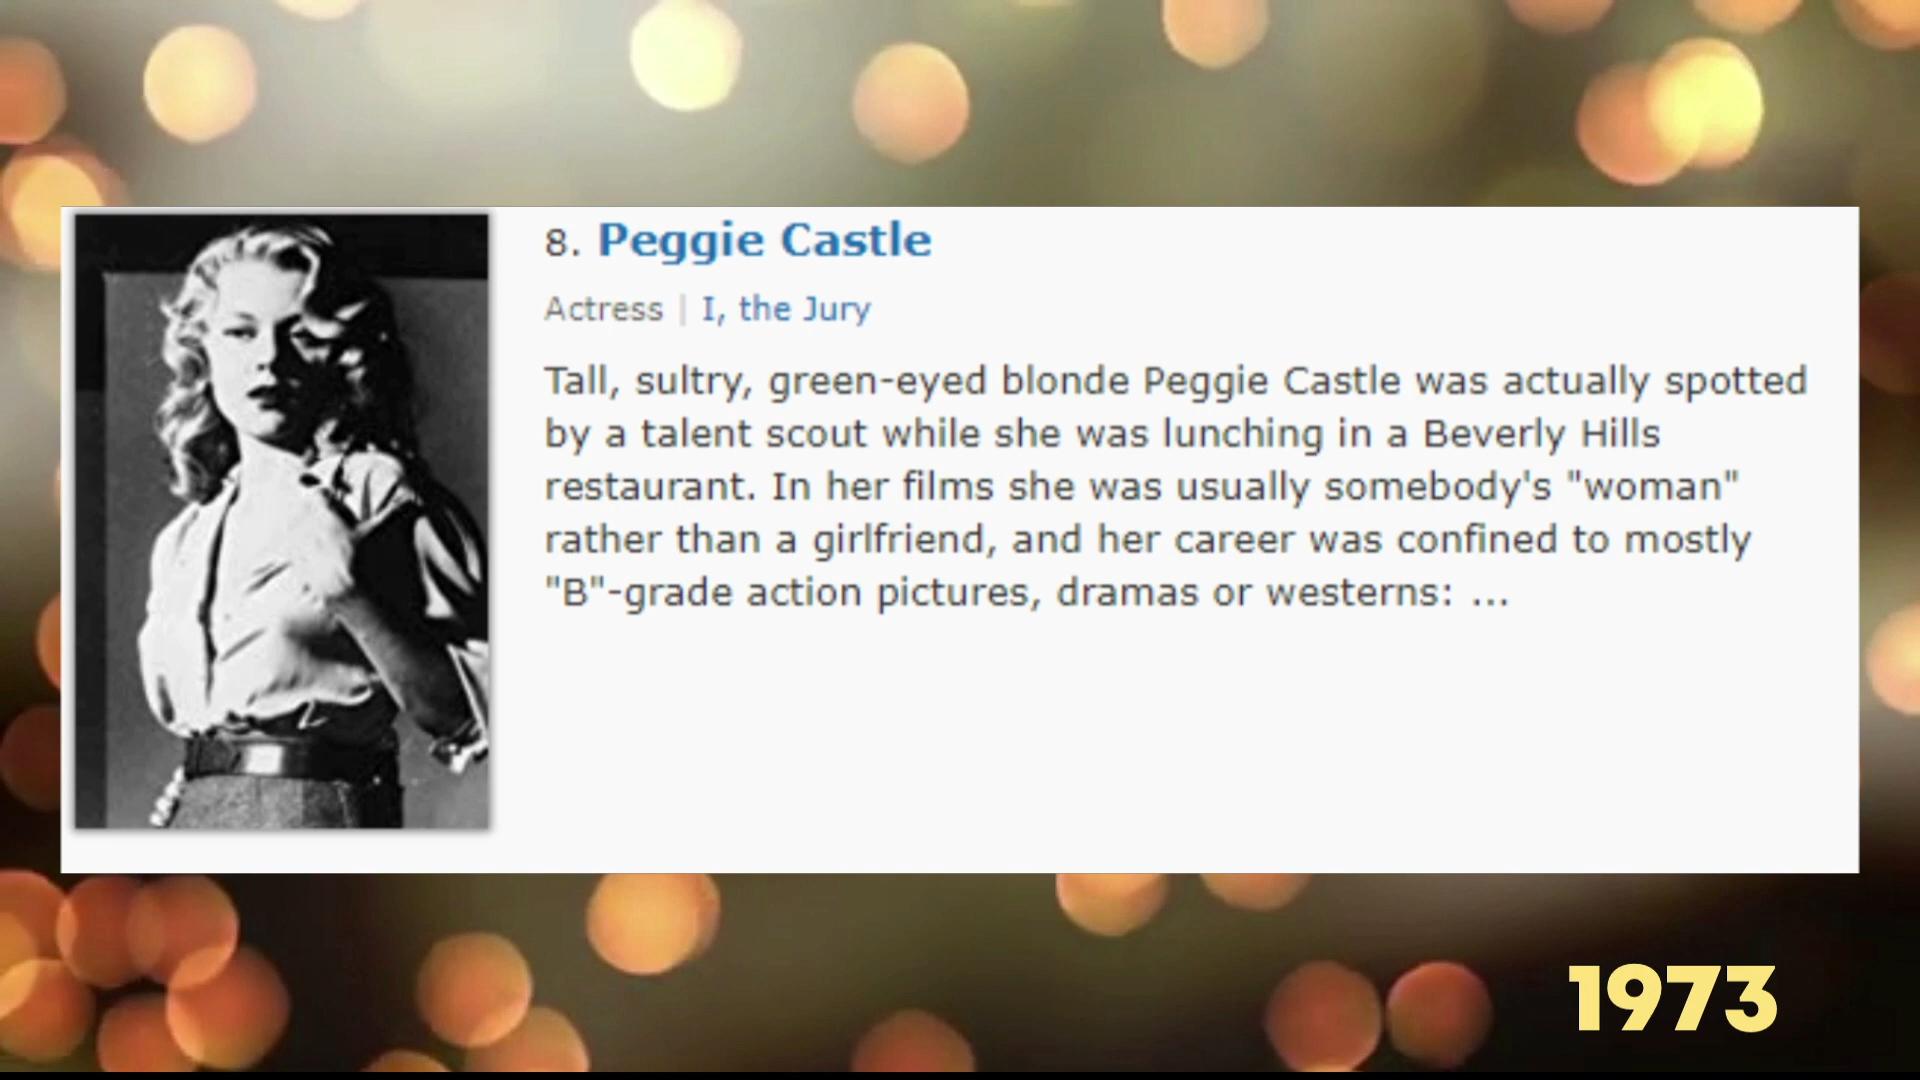 8. Peggie Castle
Actress | I, the Jury
Tall, sultry, green-eyed blonde Peggie Castle was actually spotted
by a talent scout while she was lunching in a Beverly Hills
restaurant. In her films she was usually somebody's "woman"
rather than a girlfriend, and her career was confined to mostly
"B"-grade action pictures, dramas or westerns: ...
1973